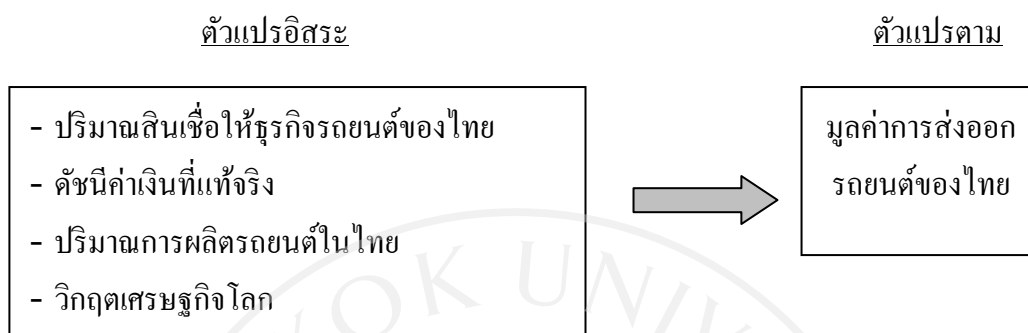 ตัวแปรอิสระ
ตัวแปรตาม
- ปริมาณสินเชื่อให้ธุรกิจรถยนต์ของไทย
- ดัชนีค่าเงินที่แท้จริง
- ปริมาณการผลิตรถยนต์ในไทย
- วิกฤตเศรษฐกิจโลก
มูลค่าการส่งออก
รถยนต์ของไทย
OK UNI